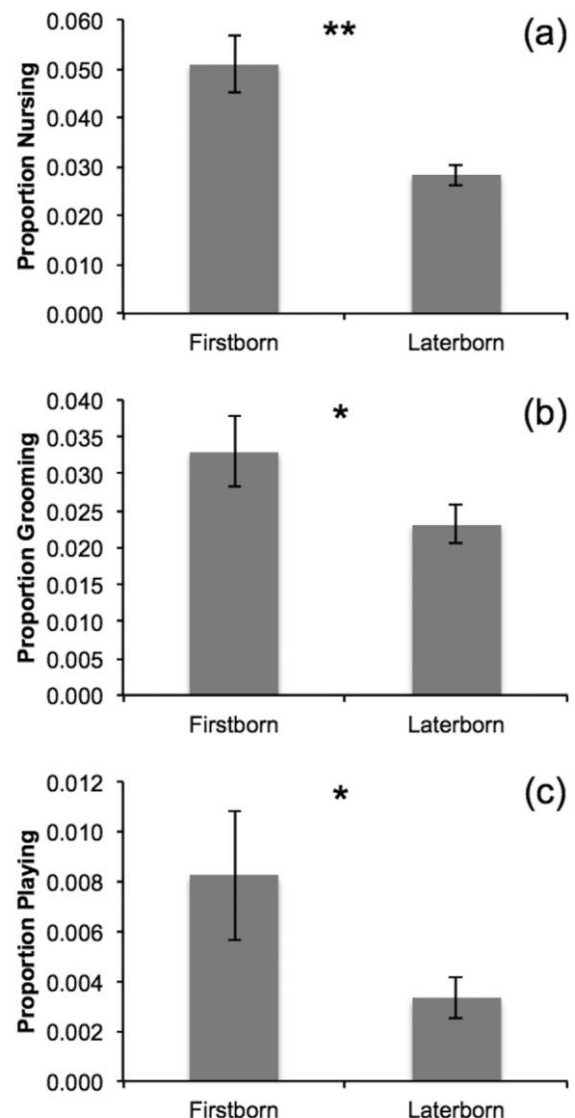 0.060
**
(a)
0.050
0.040
0.030
0.020
0.010
0.000
Proportion Nursing
Firstborn Laterborn
0.040
*
(b)
0.035
0.030
0.025
0.020
0.015
0.010
0.005
0.000
Proportion Grooming
Firstborn Laterborn
0.012
*
(c)
0.010
0.008
0.006
0.004
0.002
0.000
Proportion Playing
Firstborn Laterborn